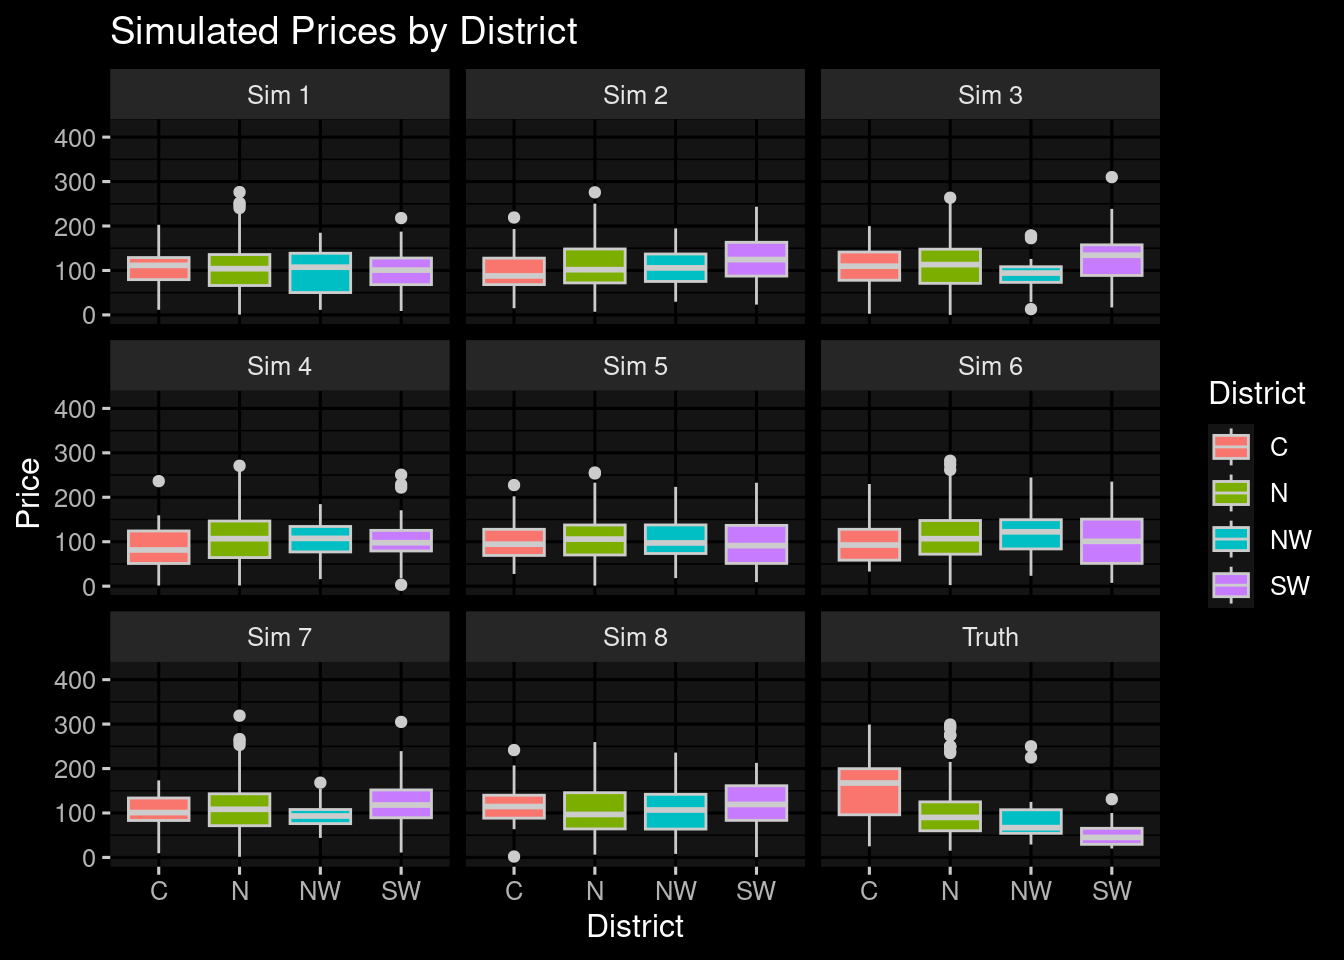 Simulated Prices by District
Sim 1 Sim 2 Sim 3
400
300
200
100
0
Sim 4 Sim 5 Sim 6
400
300
200
100
0
Sim 7 Sim 8 Truth
400
300
200
100
0
C N NW SW C N NW SW C N NW SW
District
Price
District
C
N
NW
SW